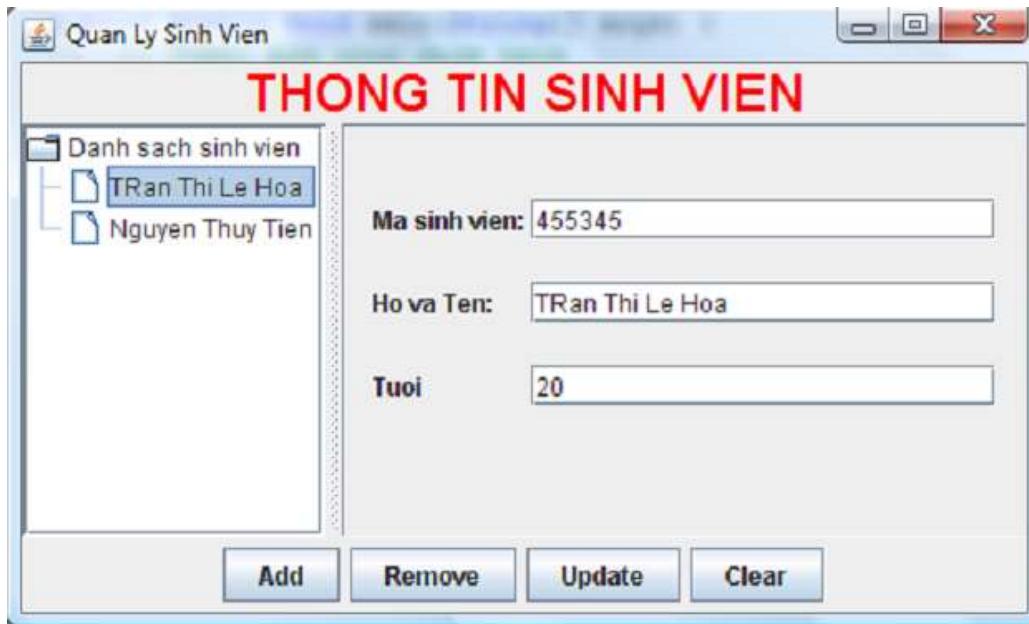 Quan Ly Sinh Vien
THONG TIN SINH VIEN
Danh sach sinh vien
TRan Thi Le Hoa
Nguyen Thuy Tien
Ma sinh vien: 455345
Ho va Ten: TRan Thi Le Hoa
Tuoi 20
Add Remove Update Clear